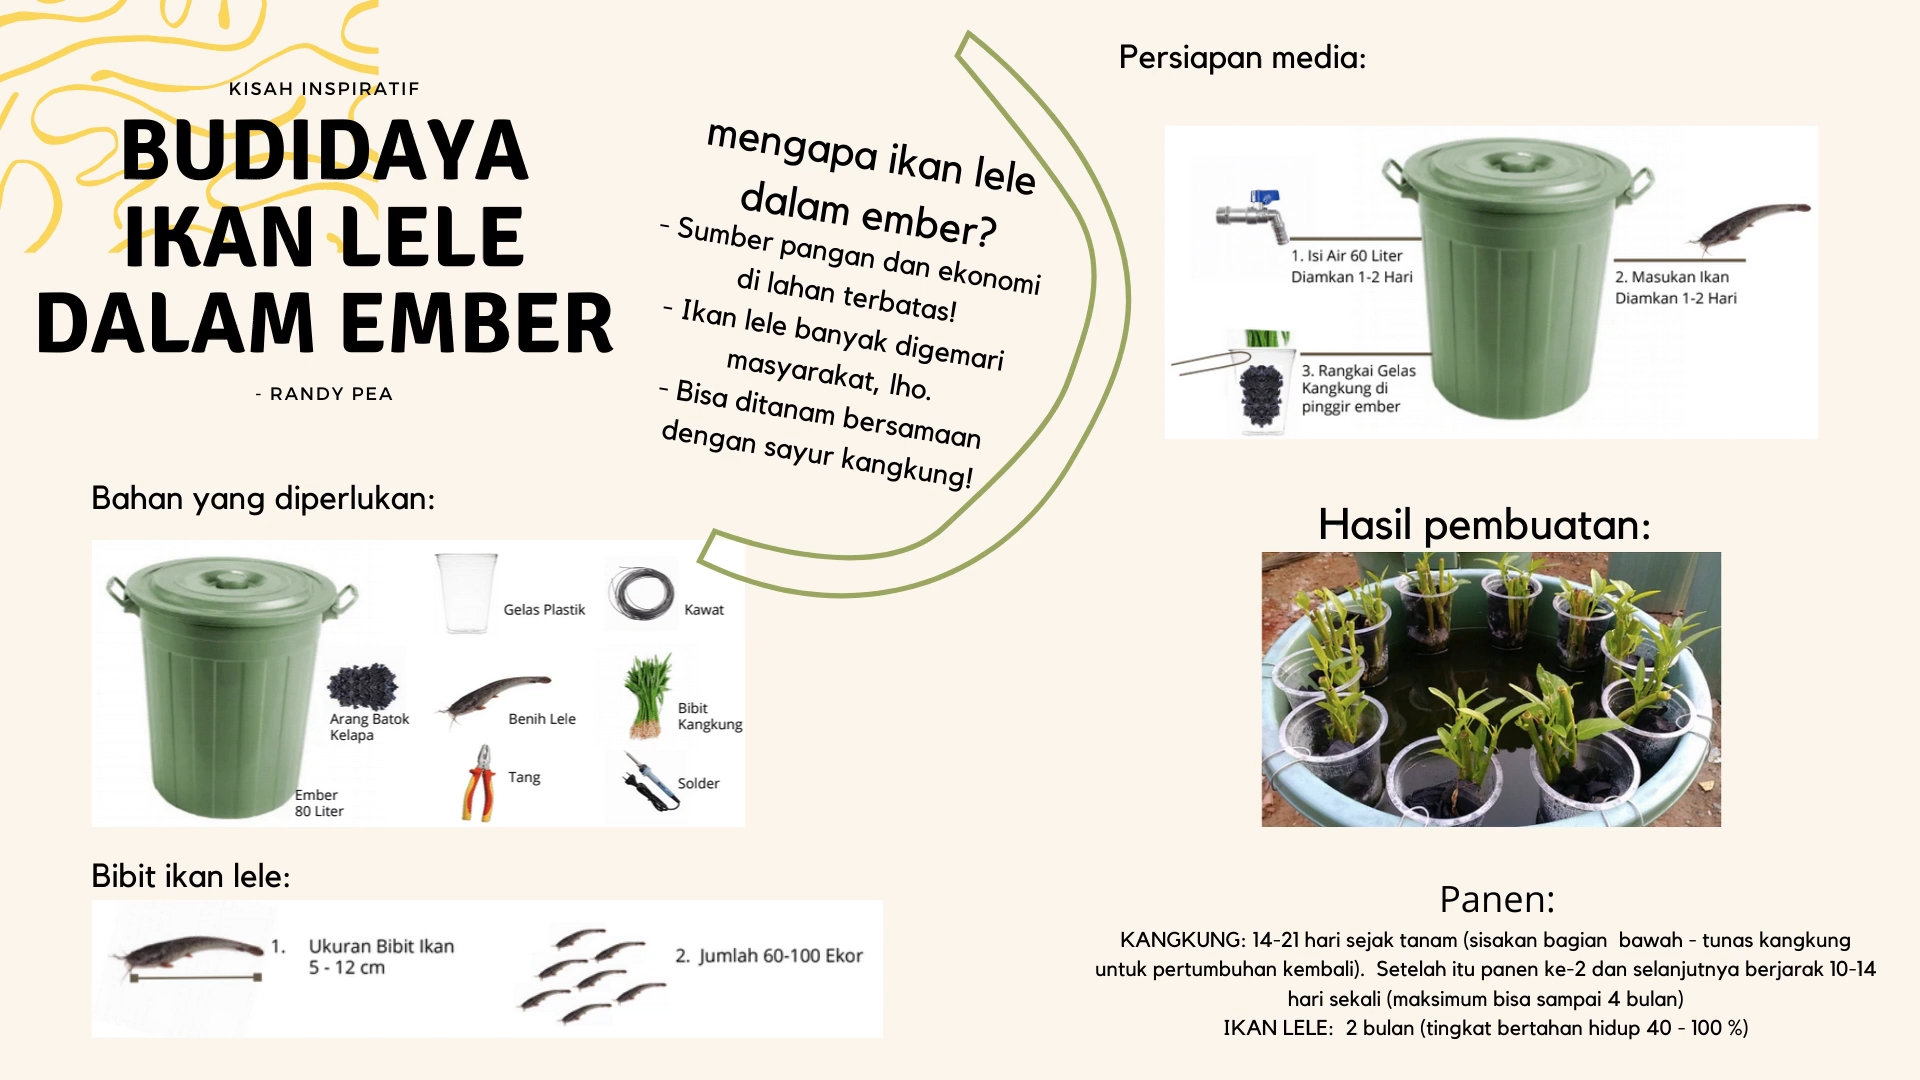 KISAH INSPIRATIF
BUDIDAYA
IKAN LELE
DALAM EMBER
- RANDY PEA
mengapa ikan lele
dalam ember?
- Sumber pangan dan ekonomi
di lahan terbatas!
- Ikan lele banyak digemari
masyarakat, lho.
- Bisa ditanam bersamaan
dengan sayur kangkung!
Bahan yang diperlukan:
Gelas Plastik
Kawat
Arang Batok
Kelapa
Benih Lele
Bibit
Kangkung
Tang
Solder
Ember
80 Liter
Bibit ikan lele:
1. Ukuran Bibit Ikan
5 - 12 cm
2. Jumlah 60-100 Ekor
Persiapan media:
1. Isi Air 60 Liter
Diamkan 1-2 Hari
2. Masukan Ikan
Diamkan 1-2 Hari
3. Rangkai Gelas
Kangkung di
pinggir ember
Hasil pembuatan:
Panen:
KANGKUNG: 14-21 hari sejak tanam (sisakan bagian  bawah - tunas kangkung
untuk pertumbuhan kembali).  Setelah itu panen ke-2 dan selanjutnya berjarak 10-14
hari sekali (maksimum bisa sampai 4 bulan)
IKAN LELE:  2 bulan (tingkat bertahan hidup 40 - 100 %)